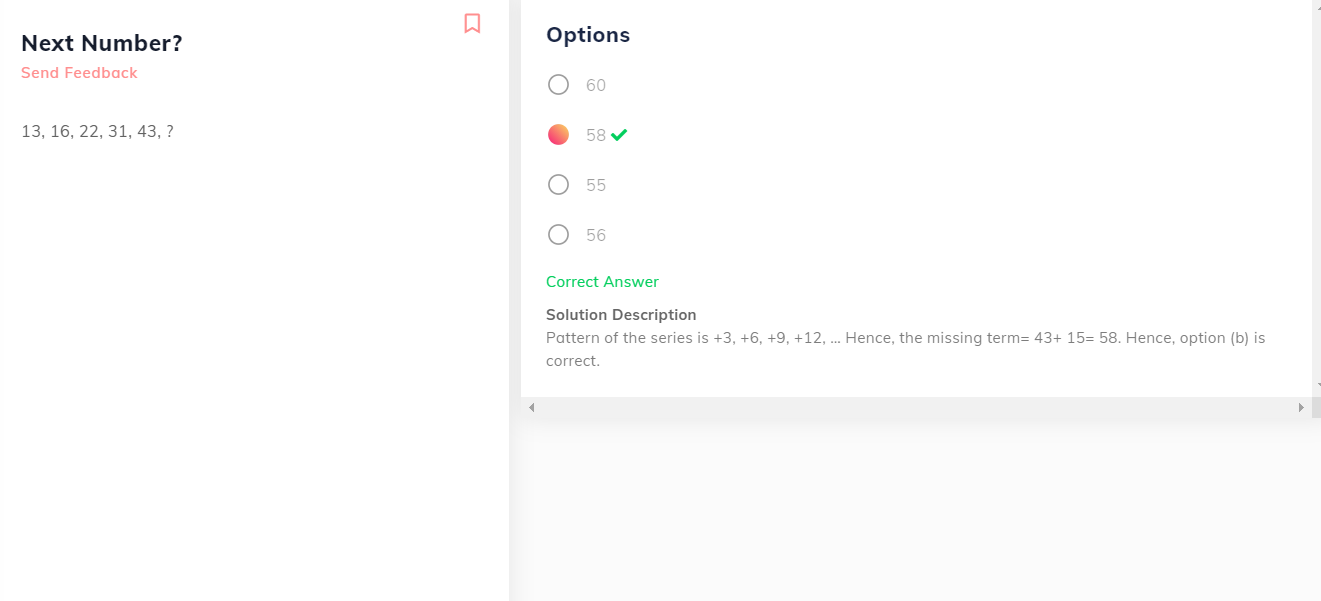 Next Number?
Send Feedback
13, 16, 22, 31, 43, ?
Options
60
58
55
56
Correct Answer
Solution Description
Pattern of the series is +3, +6, +9, +12, ... Hence, the missing term= 43+ 15= 58. Hence, option (b) is
correct.